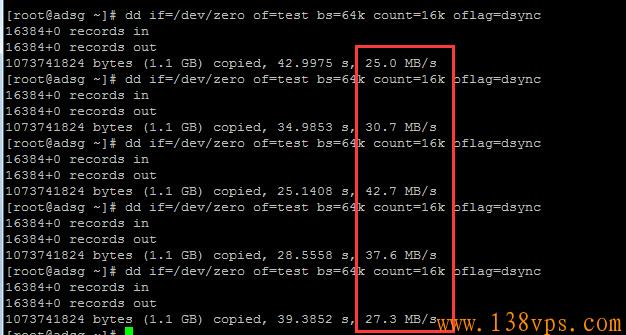 [root@adsg ~]# dd if=/dev/zero of=test bs=64k count=16k oflag=dsync
16384+0 records in
16384+0 records out
1073741824 bytes (1.1 GB) copied, 42.9975 s, 25.0 MB/s
[root@adsg ~]# dd if=/dev/zero of=test bs=64k count=16k oflag=dsync
16384+0 records in
16384+0 records out
1073741824 bytes (1.1 GB) copied, 34.9853 s, 30.7 MB/s
[root@adsg ~]# dd if=/dev/zero of=test bs=64k count=16k oflag=dsync
16384+0 records in
16384+0 records out
1073741824 bytes (1.1 GB) copied, 25.1408 s, 42.7 MB/s
[root@adsg ~]# dd if=/dev/zero of=test bs=64k count=16k oflag=dsync
16384+0 records in
16384+0 records out
1073741824 bytes (1.1 GB) copied, 28.5558 s, 37.6 MB/s
[root@adsg ~]# dd if=/dev/zero of=test bs=64k count=16k oflag=dsync
16384+0 records in
16384+0 records out
1073741824 bytes (1.1 GB) copied, 39.3852 s, 27.3 MB/s
[root@adsg ~]#
www.138vps.com